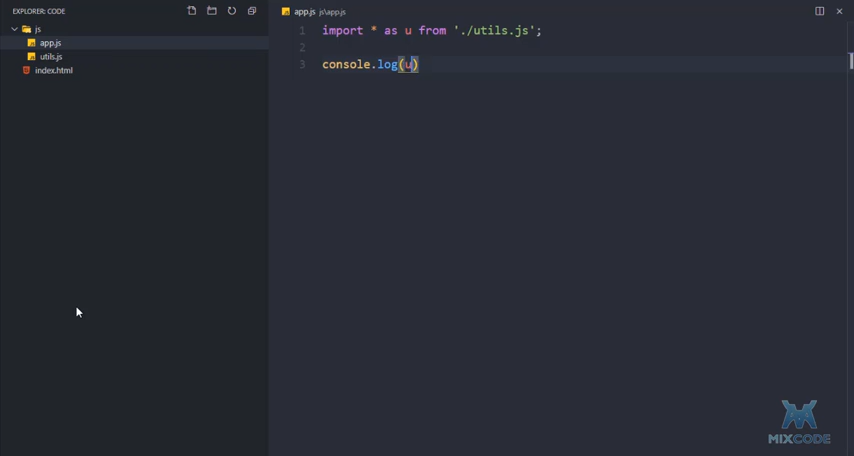 EXPLORER: CODE
js
app.js
utils.js
index.html
app.js js\app.js
1 import * as u from './utils.js';
2
3 console.log(u)
MIXCODE